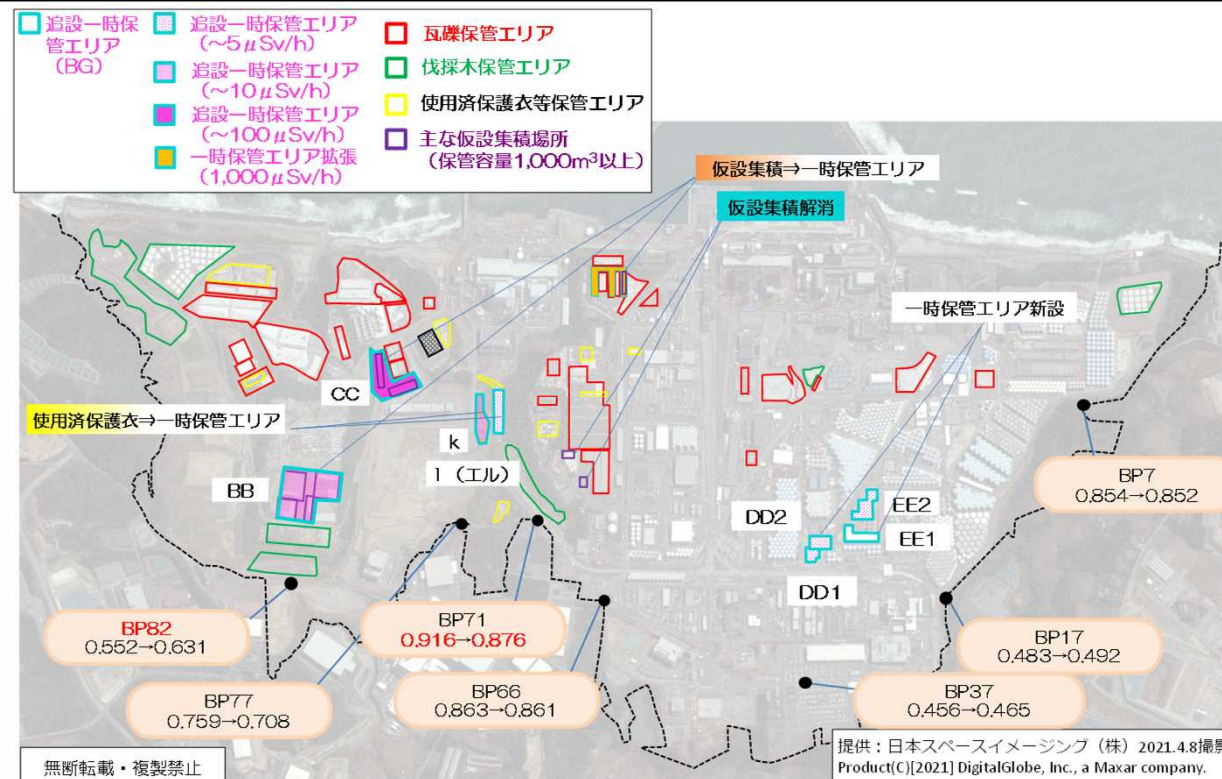 追設一時保
管エリア
(BG)
追設一時保管エリア
(~5μSv/h)
追設一時保管エリア
(~10μSv/h)
追設一時保管エリア
(~100μSv/h)
一時保管エリア拡張
(1,000μSv/h)
瓦礫保管エリア
伐採木保管エリア
使用済保護衣等保管エリア
主な仮設集積場所
(保管容量1,000m³以上)
仮設集積⇒一時保管エリア
仮設集積解消
一時保管エリア新設
使用済保護衣⇒一時保管エリア
CC
k
l(エル)
BB
DD2
EE2
EE1
DD1
BP7
0.854→0.852
BP82
0.552→0.631
BP71
0.916→0.876
BP17
0.483→0.492
BP77
0.759→0.708
BP66
0.863→0.861
BP37
0.456→0.465
無断転載・複製禁止
提供:日本スペースイメージング(株)2021.4.8撮影
Product(C)[2021] DigitalGlobe, Inc., a Maxar company.